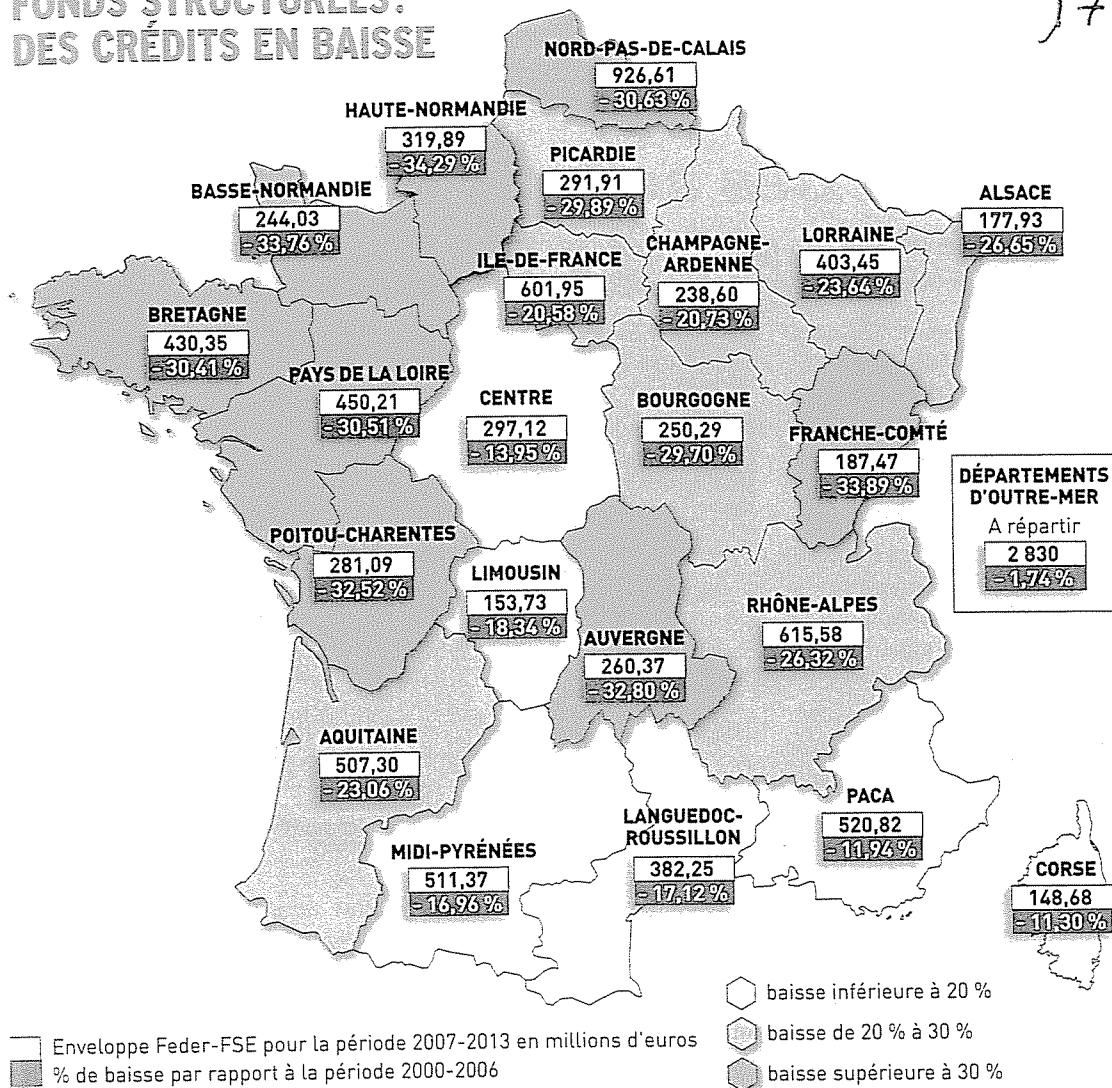 FONDS STRUCTURELS :
DES CRÉDITS EN BAISSE
NORD-PAS-DE-CALAIS
926,61
- 30,63 %
HAUTE-NORMANDIE
319,89
- 34,29 %
PICARDIE
291,91
- 29,89 %
BASSE-NORMANDIE
244,03
- 33,76 %
ALSACE
177,93
- 26,65 %
LORRAINE
403,45
- 23,64 %
CHAMPAGNE-
ARDENNE
238,60
- 20,73 %
ILE-DE-FRANCE
601,95
- 20,58 %
BRETAGNE
430,35
- 30,41 %
PAYS DE LA LOIRE
450,21
- 30,51 %
CENTRE
297,12
- 13,95 %
BOURGOGNE
250,29
- 29,70 %
FRANCHE-COMTÉ
187,47
- 33,89 %
DÉPARTEMENTS
D'OUTRE-MER
A répartir
2 830
- 1,74 %
POITOU-CHARENTES
281,09
- 32,52 %
LIMOUSIN
153,73
- 18,34 %
AUVERGNE
260,37
- 32,80 %
RHÔNE-ALPES
615,58
- 26,32 %
AQUITAINE
507,30
- 23,06 %
MIDI-PYRÉNÉES
511,37
- 16,96 %
LANGUEDOC-
ROUSSILLON
382,25
- 17,12 %
PACA
520,82
- 11,94 %
CORSE
148,68
- 11,30 %
baisse inférieure à 20 %
baisse de 20 % à 30 %
baisse supérieure à 30 %
Enveloppe Feder-FSE pour la période 2007-2013 en millions d'euros
% de baisse par rapport à la période 2000-2006